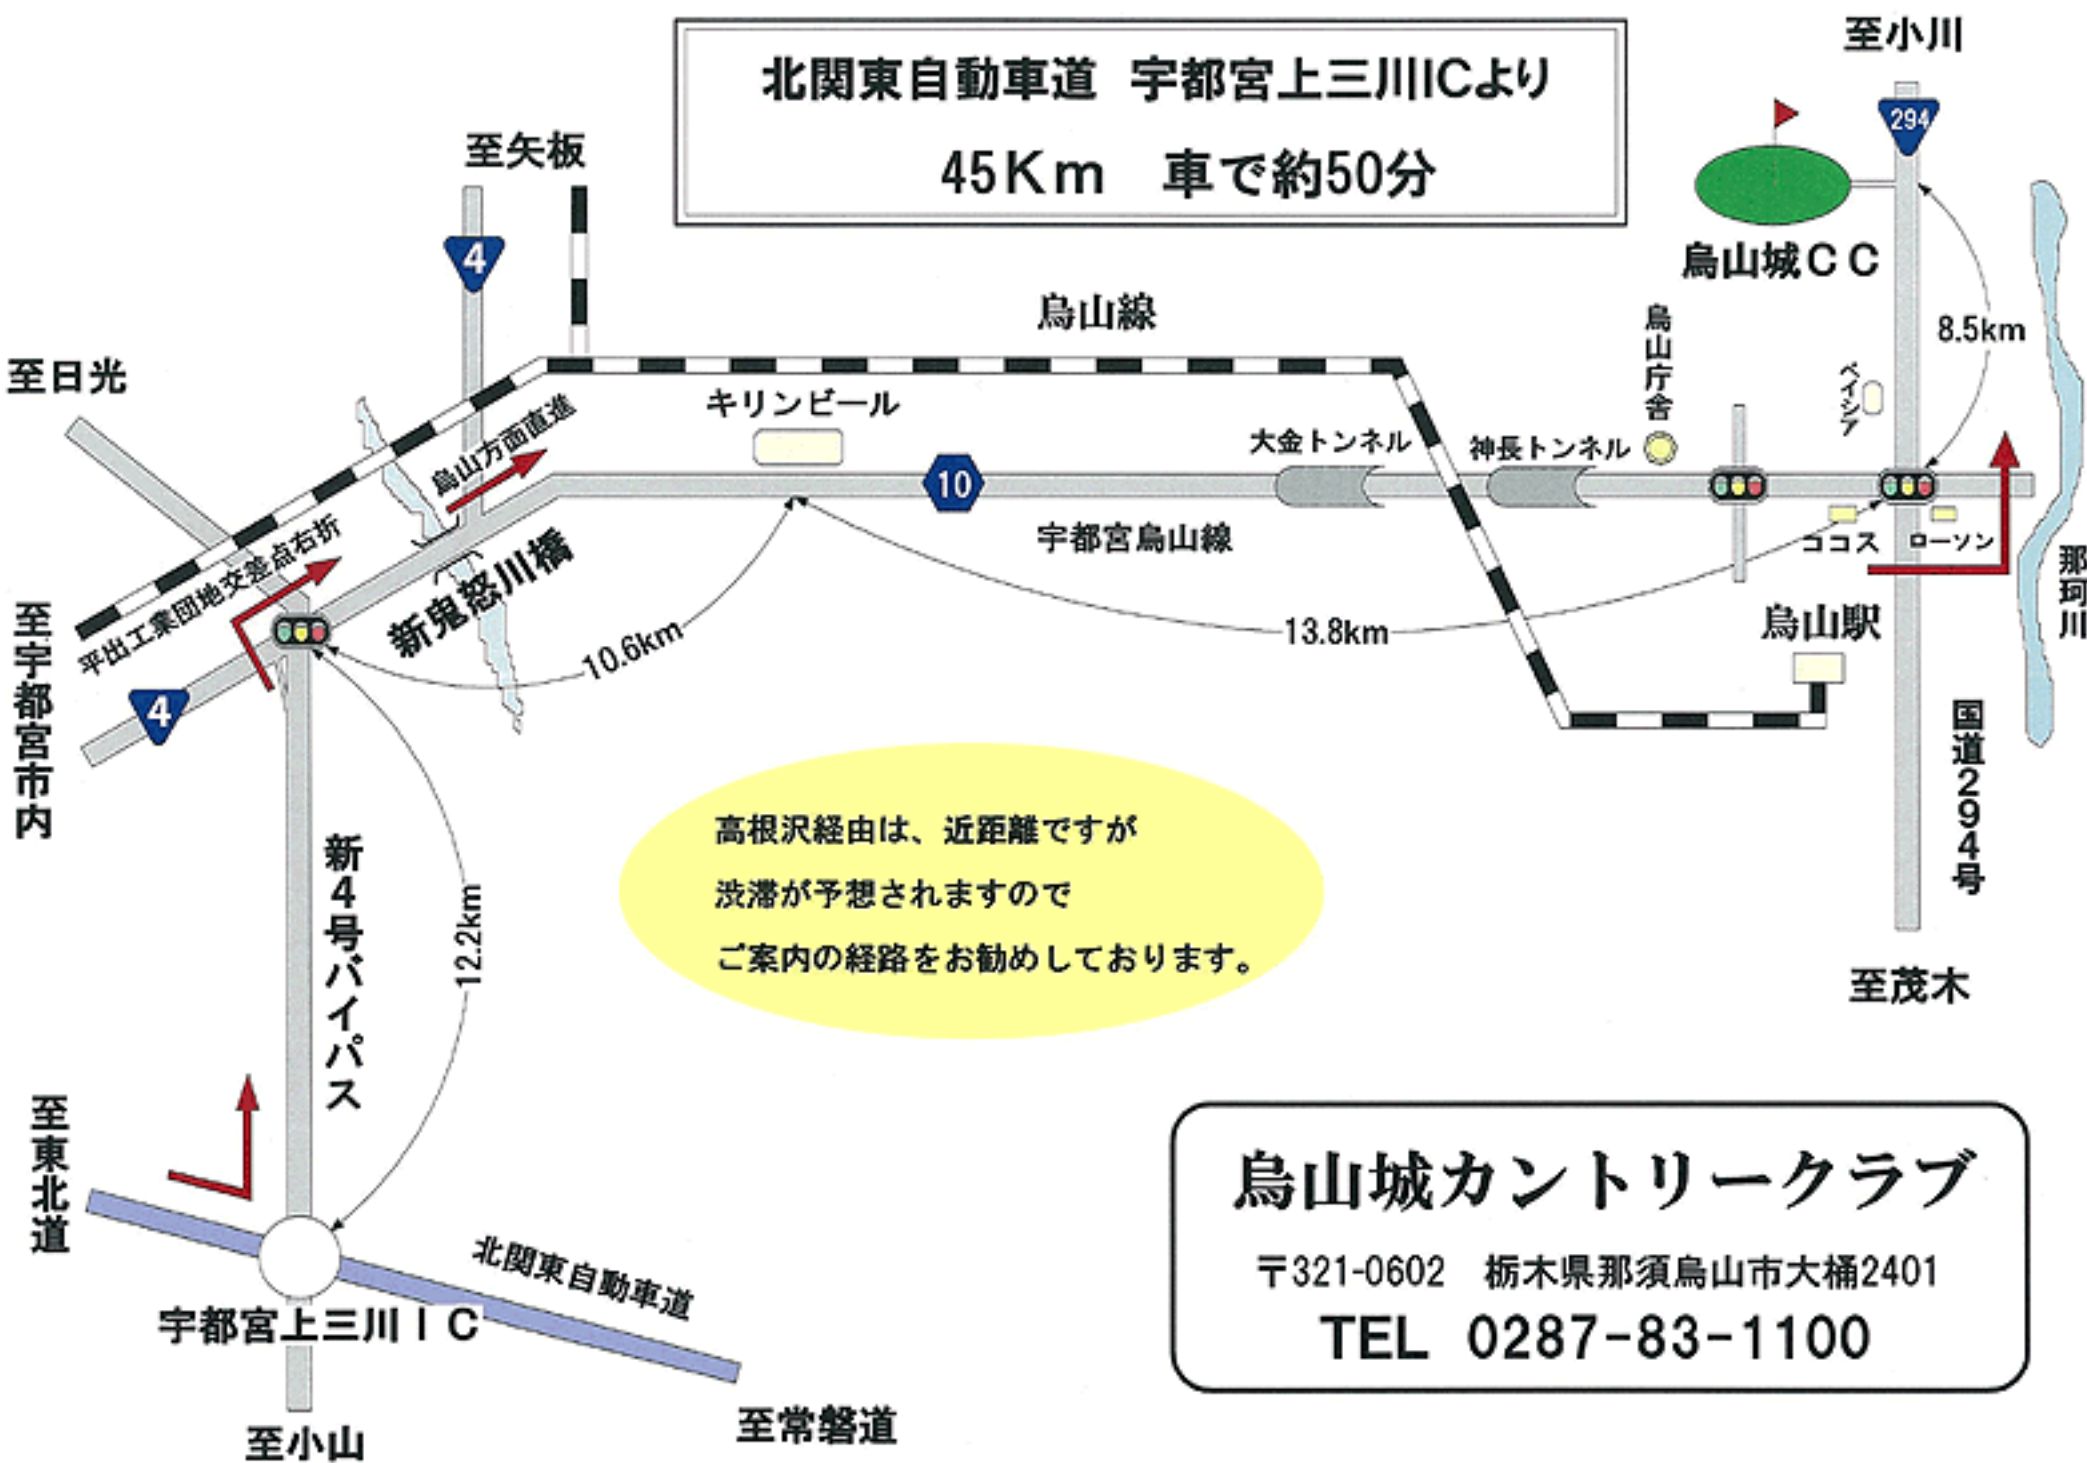 北関東自動車道 宇都宮上三川ICより
45Km 車で約50分
至小川
294
烏山城CC
8.5km
至矢板
4
烏山線
烏山庁舎
ベイシア
至日光
キリンビール
烏山方面直進
大金トンネル
神長トンネル
10
宇都宮烏山線
ココス
ローソン
那珂川
平出工業団地交差点右折
新鬼怒川橋
10.6km
13.8km
烏山駅
至宇都宮市内
4
国道294号
高根沢経由は、近距離ですが
渋滞が予想されますので
ご案内の経路をお勧めしております。
新4号バイパス
12.2km
至茂木
至東北道
北関東自動車道
宇都宮上三川IC
至常磐道
至小山
烏山城カントリークラブ
〒321-0602 栃木県那須烏山市大桶2401
TEL 0287-83-1100